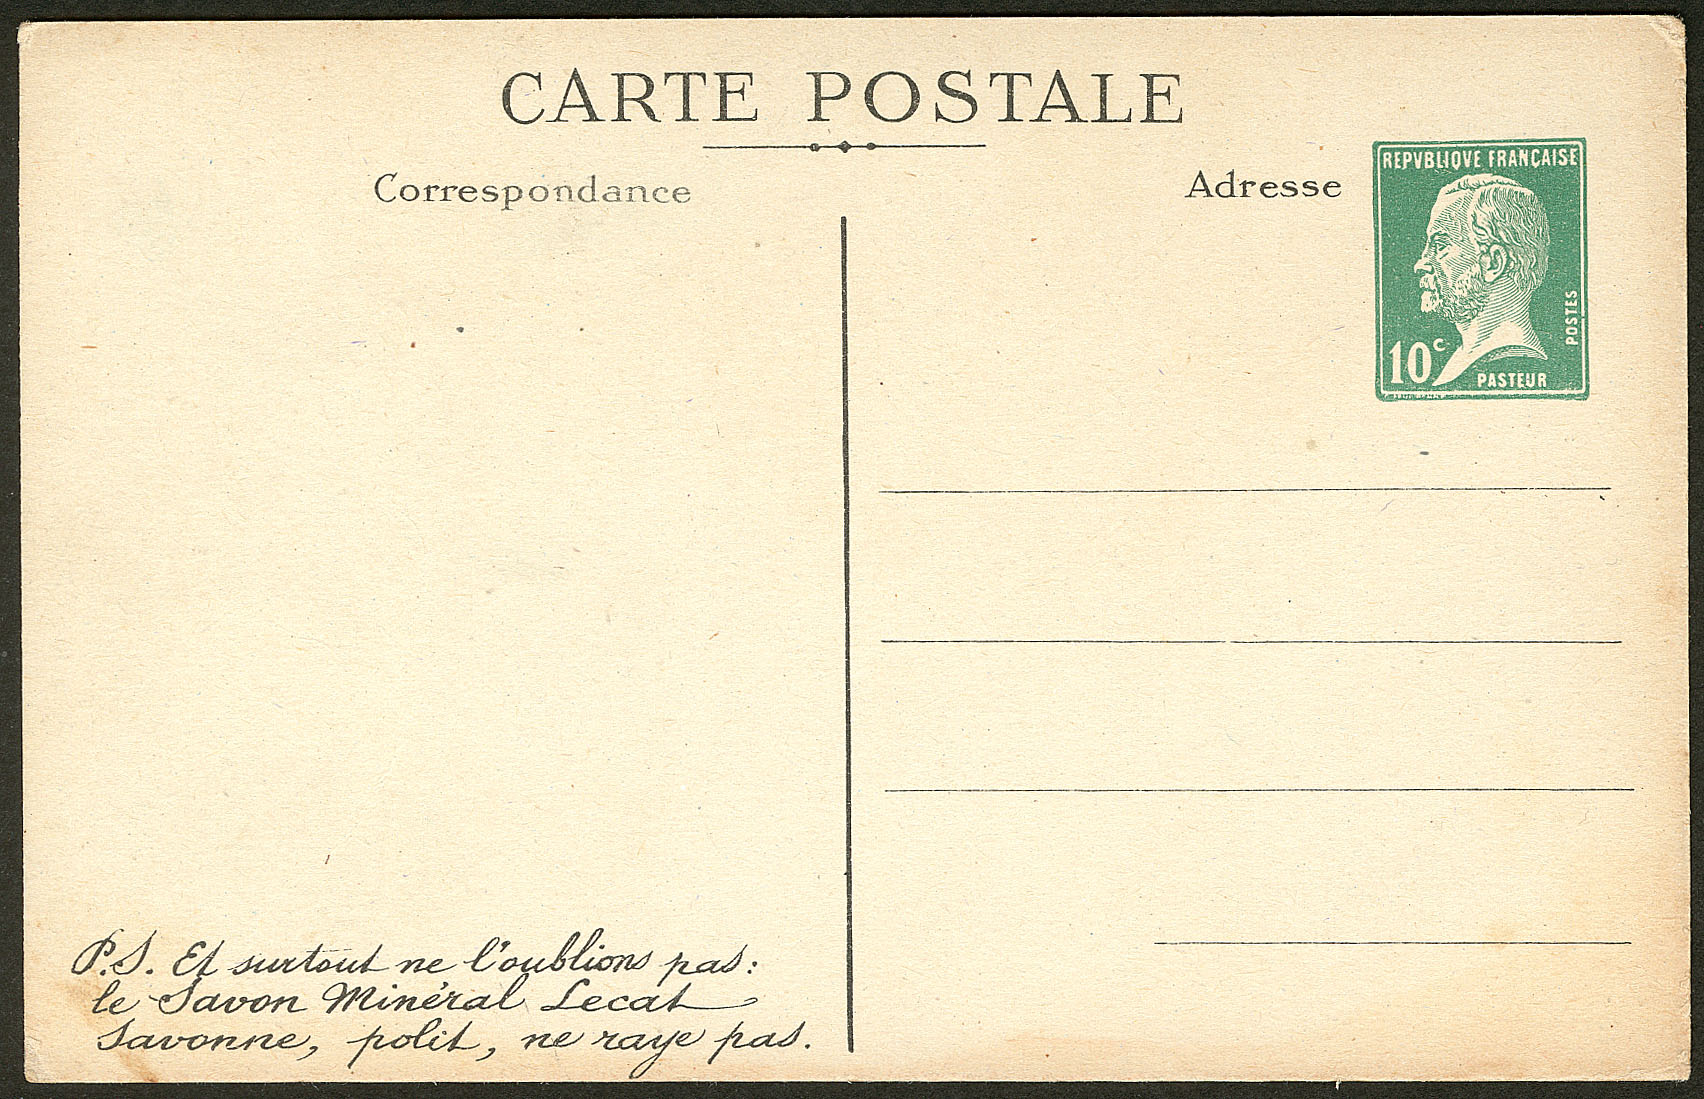 CARTE POSTALE
Correspondance
Adresse
REPVBLIQVE FRANÇAISE
POSTES
10c
PASTEUR
P.S. Et surtout ne l'oublions pas:
le Savon Minéral Lecat
Savonne, polit, ne raye pas.